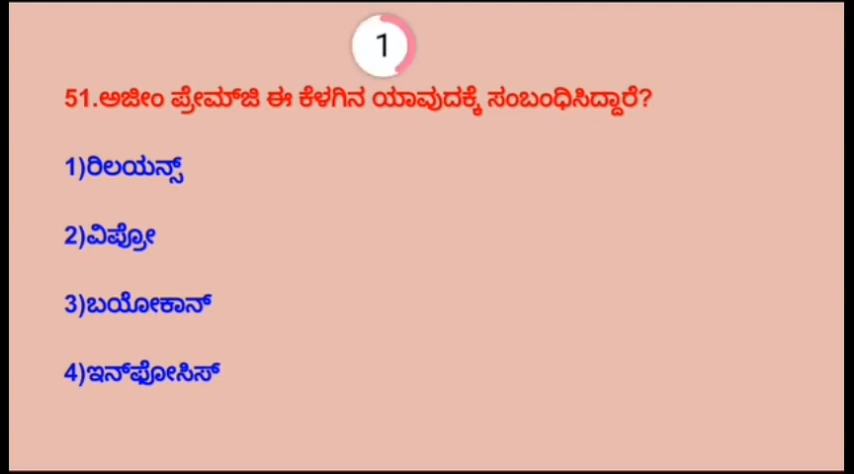 1
51.ಅಜೀಂ ಪ್ರೇಮ್‌ಜಿ ಈ ಕೆಳಗಿನ ಯಾವುದಕ್ಕೆ ಸಂಬಂಧಿಸಿದ್ದಾರೆ?
1)ರಿಲಯನ್ಸ್
2)ವಿಪ್ರೋ
3)ಬಯೋಕಾನ್
4)ಇನ್‌ಫೋಸಿಸ್